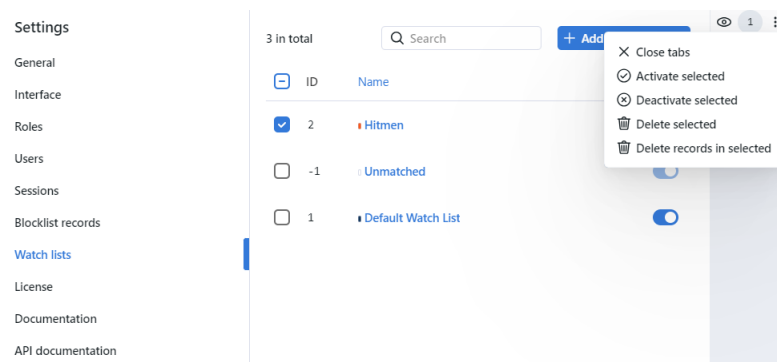 Settings
General
Interface
Roles
Users
Sessions
Blocklist records
Watch lists
License
Documentation
API documentation
3 in total
Search
+ Add
ID Name
2 Hitmen
-1 Unmatched
1 Default Watch List
1
Close tabs
Activate selected
Deactivate selected
Delete selected
Delete records in selected